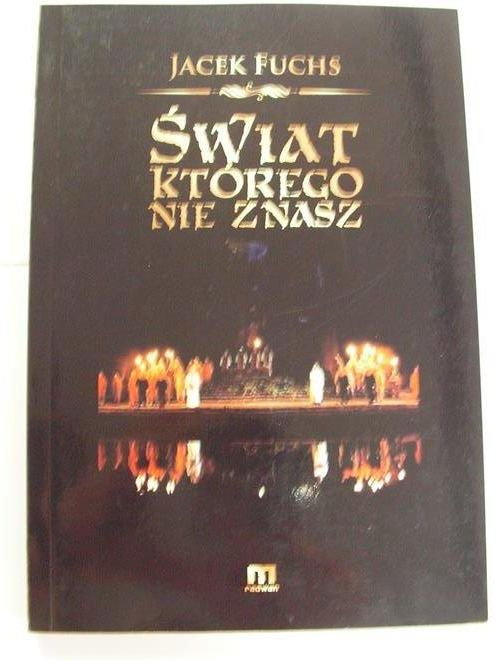 JACEK FUCHS
ŚWIAT
KTÓREGO
NIE ZNASZ
m
radwan